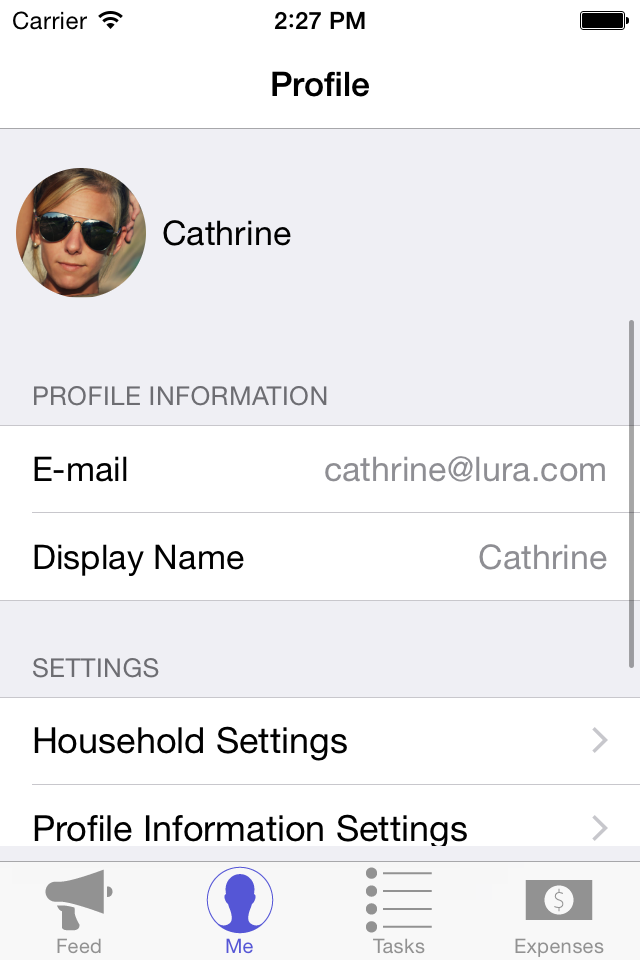 Carrier 2:27 PM
Profile
Cathrine
PROFILE INFORMATION
E-mail cathrine@lura.com
Display Name Cathrine
SETTINGS
Household Settings
Profile Information Settings
Feed Me Tasks Expenses